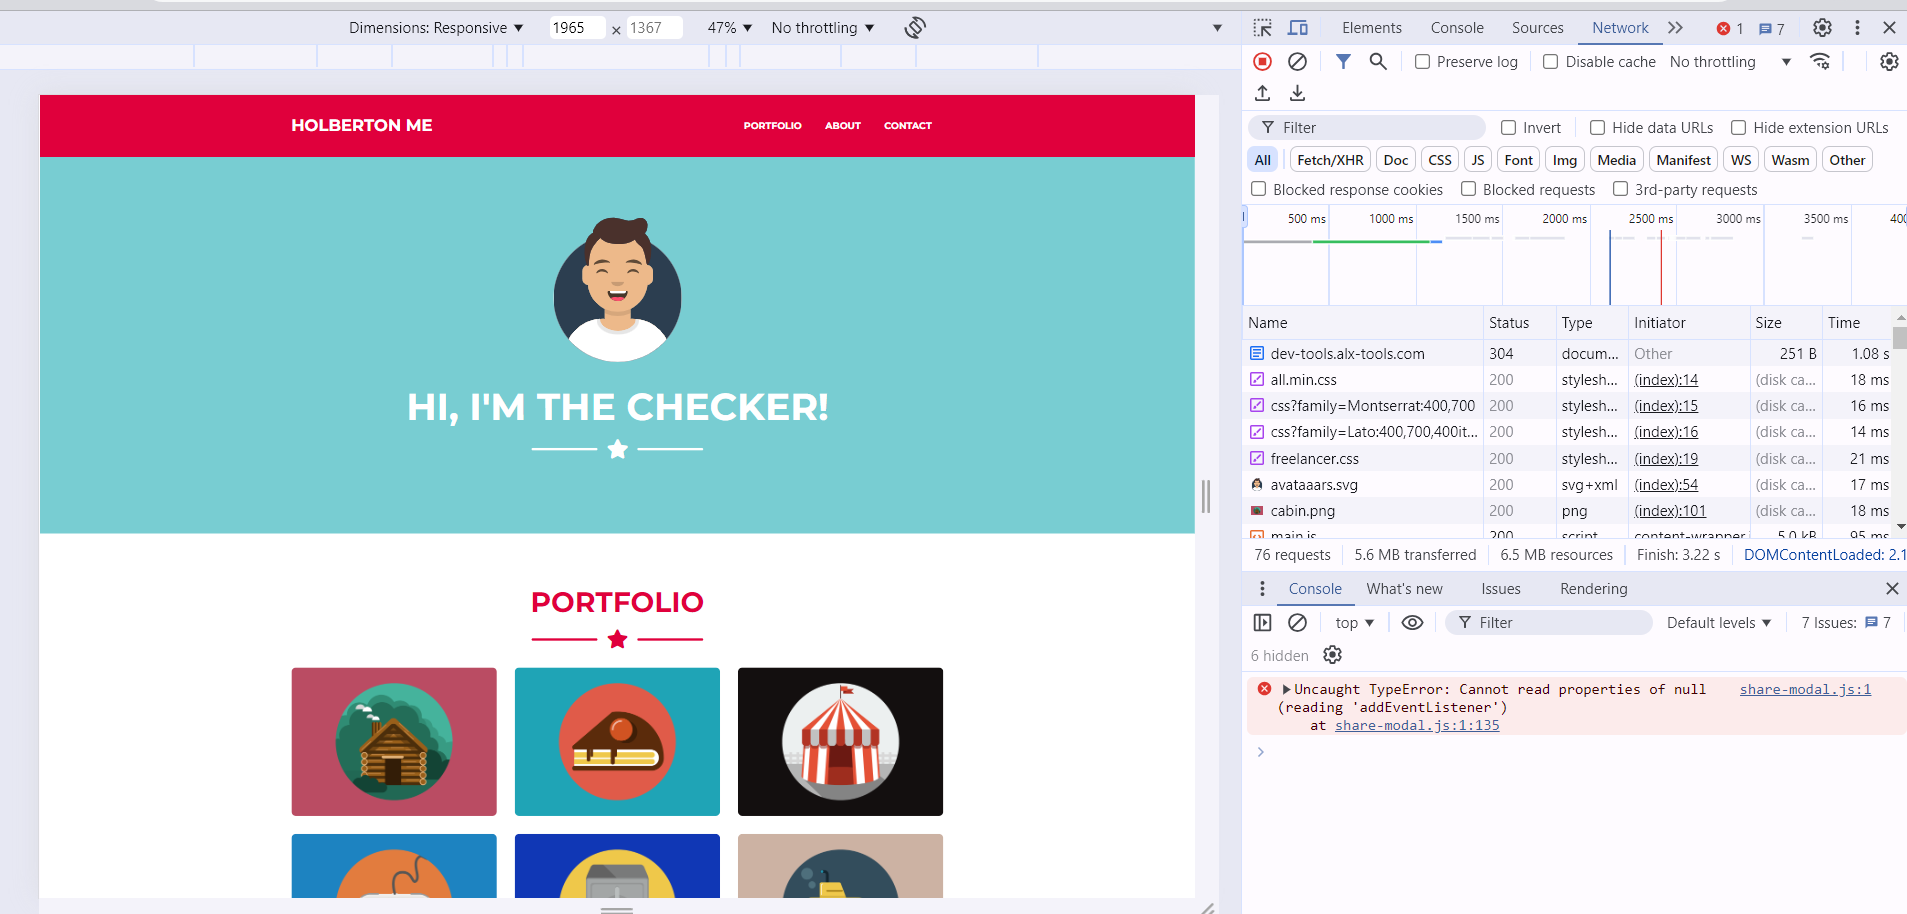 Dimensions: Responsive ▼ 1965 × 1367 47% ▼ No throttling ▼
HOLBERTON ME
PORTFOLIO ABOUT CONTACT
HI, I'M THE CHECKER!
PORTFOLIO
Elements Console Sources Network 1 7
Preserve log Disable cache No throttling
Filter Invert Hide data URLs Hide extension URLs
All Fetch/XHR Doc CSS JS Font Img Media Manifest WS Wasm Other
Blocked response cookies Blocked requests 3rd-party requests
500 ms 1000 ms 1500 ms 2000 ms 2500 ms 3000 ms 3500 ms 400
Name Status Type Initiator Size Time
dev-tools.alx-tools.com 304 docum... Other 251 B 1.08 s
all.min.css 200 stylesh... (index):14 (disk ca... 18 ms
css?family=Montserrat:400,700 200 stylesh... (index):15 (disk ca... 16 ms
css?family=Lato:400,700,400it... 200 stylesh... (index):16 (disk ca... 14 ms
freelancer.css 200 stylesh... (index):19 (disk ca... 21 ms
avataaars.svg 200 svg+xml (index):54 (disk ca... 17 ms
cabin.png 200 png (index):101 (disk ca... 18 ms
main.js 200 script content-wrapper. 5.0 kB 95 ms
76 requests 5.6 MB transferred 6.5 MB resources Finish: 3.22 s DOMContentLoaded: 2.1
Console What's new Issues Rendering
top ▼ Filter Default levels ▼ 7 Issues: 7
6 hidden
Uncaught TypeError: Cannot read properties of null share-modal.js:1
(reading 'addEventListener')
at share-modal.js:1:135